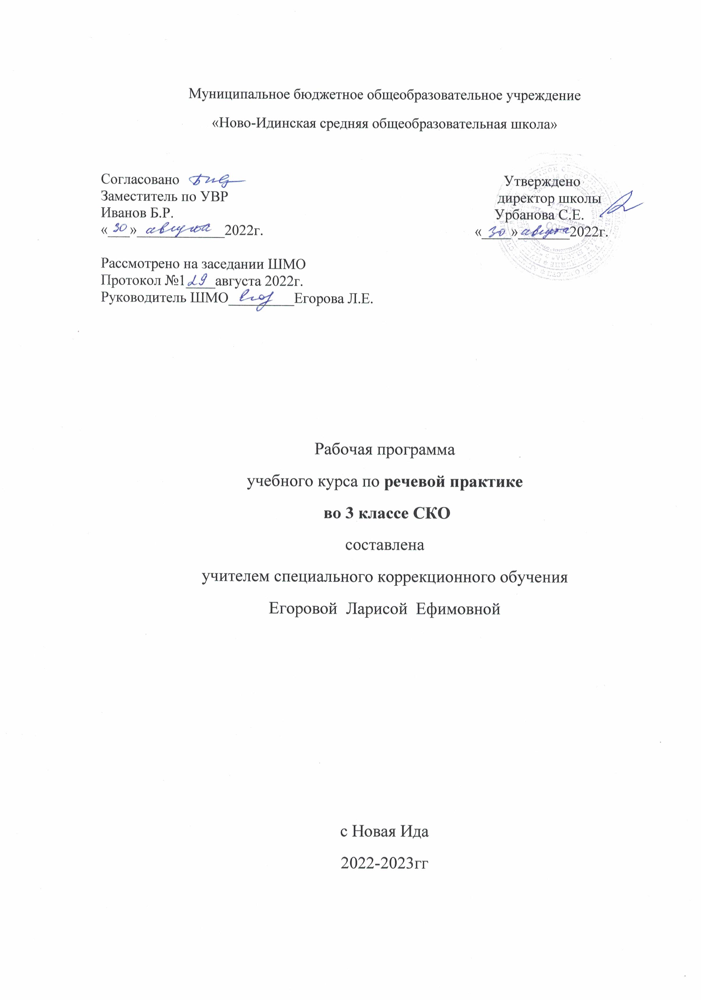 Муниципальное бюджетное общеобразовательное учреждение
«Ново-Идинская средняя общеобразовательная школа»
Согласовано
Заместитель по УВР
Иванов Б.Р.
«30» августа 2022г.
Утверждено
директор школы
Урбанова С.Е.
«30» августа 2022г.
Рассмотрено на заседании ШМО
Протокол №1 29 августа 2022г.
Руководитель ШМО Егорова Л.Е.
Рабочая программа
учебного курса по речевой практике
во 3 классе СКО
составлена
учителем специального коррекционного обучения
Егоровой Ларисой Ефимовной
с Новая Ида
2022-2023гг